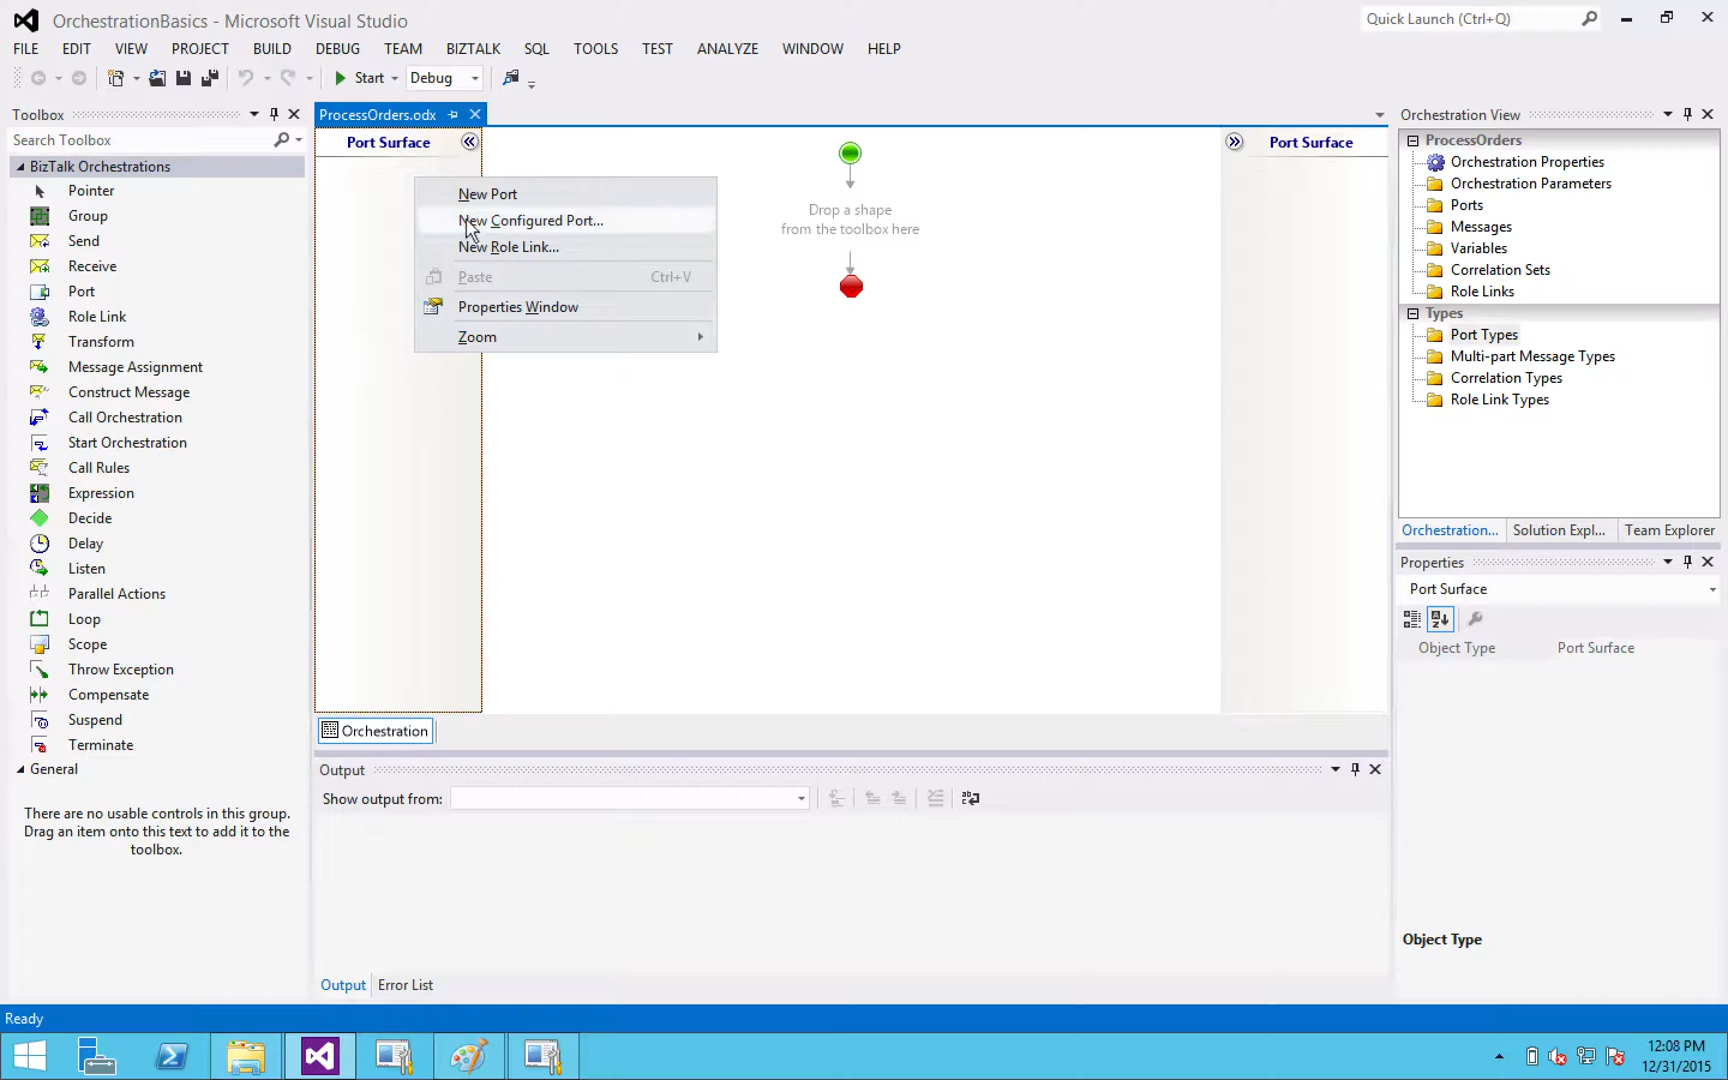 OrchestrationBasics - Microsoft Visual Studio
Quick Launch (Ctrl+Q)
FILE EDIT VIEW PROJECT BUILD DEBUG TEAM BIZTALK SQL TOOLS TEST ANALYZE WINDOW HELP
Start Debug
Toolbox
Search Toolbox
BizTalk Orchestrations
Pointer
Group
Send
Receive
Port
Role Link
Transform
Message Assignment
Construct Message
Call Orchestration
Start Orchestration
Call Rules
Expression
Decide
Delay
Listen
Parallel Actions
Loop
Scope
Throw Exception
Compensate
Suspend
Terminate
General
There are no usable controls in this group.
Drag an item onto this text to add it to the
toolbox.
ProcessOrders.odx
Port Surface
New Port
New Configured Port...
New Role Link...
Paste Ctrl+V
Properties Window
Zoom
Drop a shape
from the toolbox here
Port Surface
Orchestration
Output
Show output from:
Output Error List
Orchestration View
ProcessOrders
Orchestration Properties
Orchestration Parameters
Ports
Messages
Variables
Correlation Sets
Role Links
Types
Port Types
Multi-part Message Types
Correlation Types
Role Link Types
Orchestration... Solution Expl... Team Explorer
Properties
Port Surface
Object Type Port Surface
Object Type
Ready
12:08 PM
12/31/2015